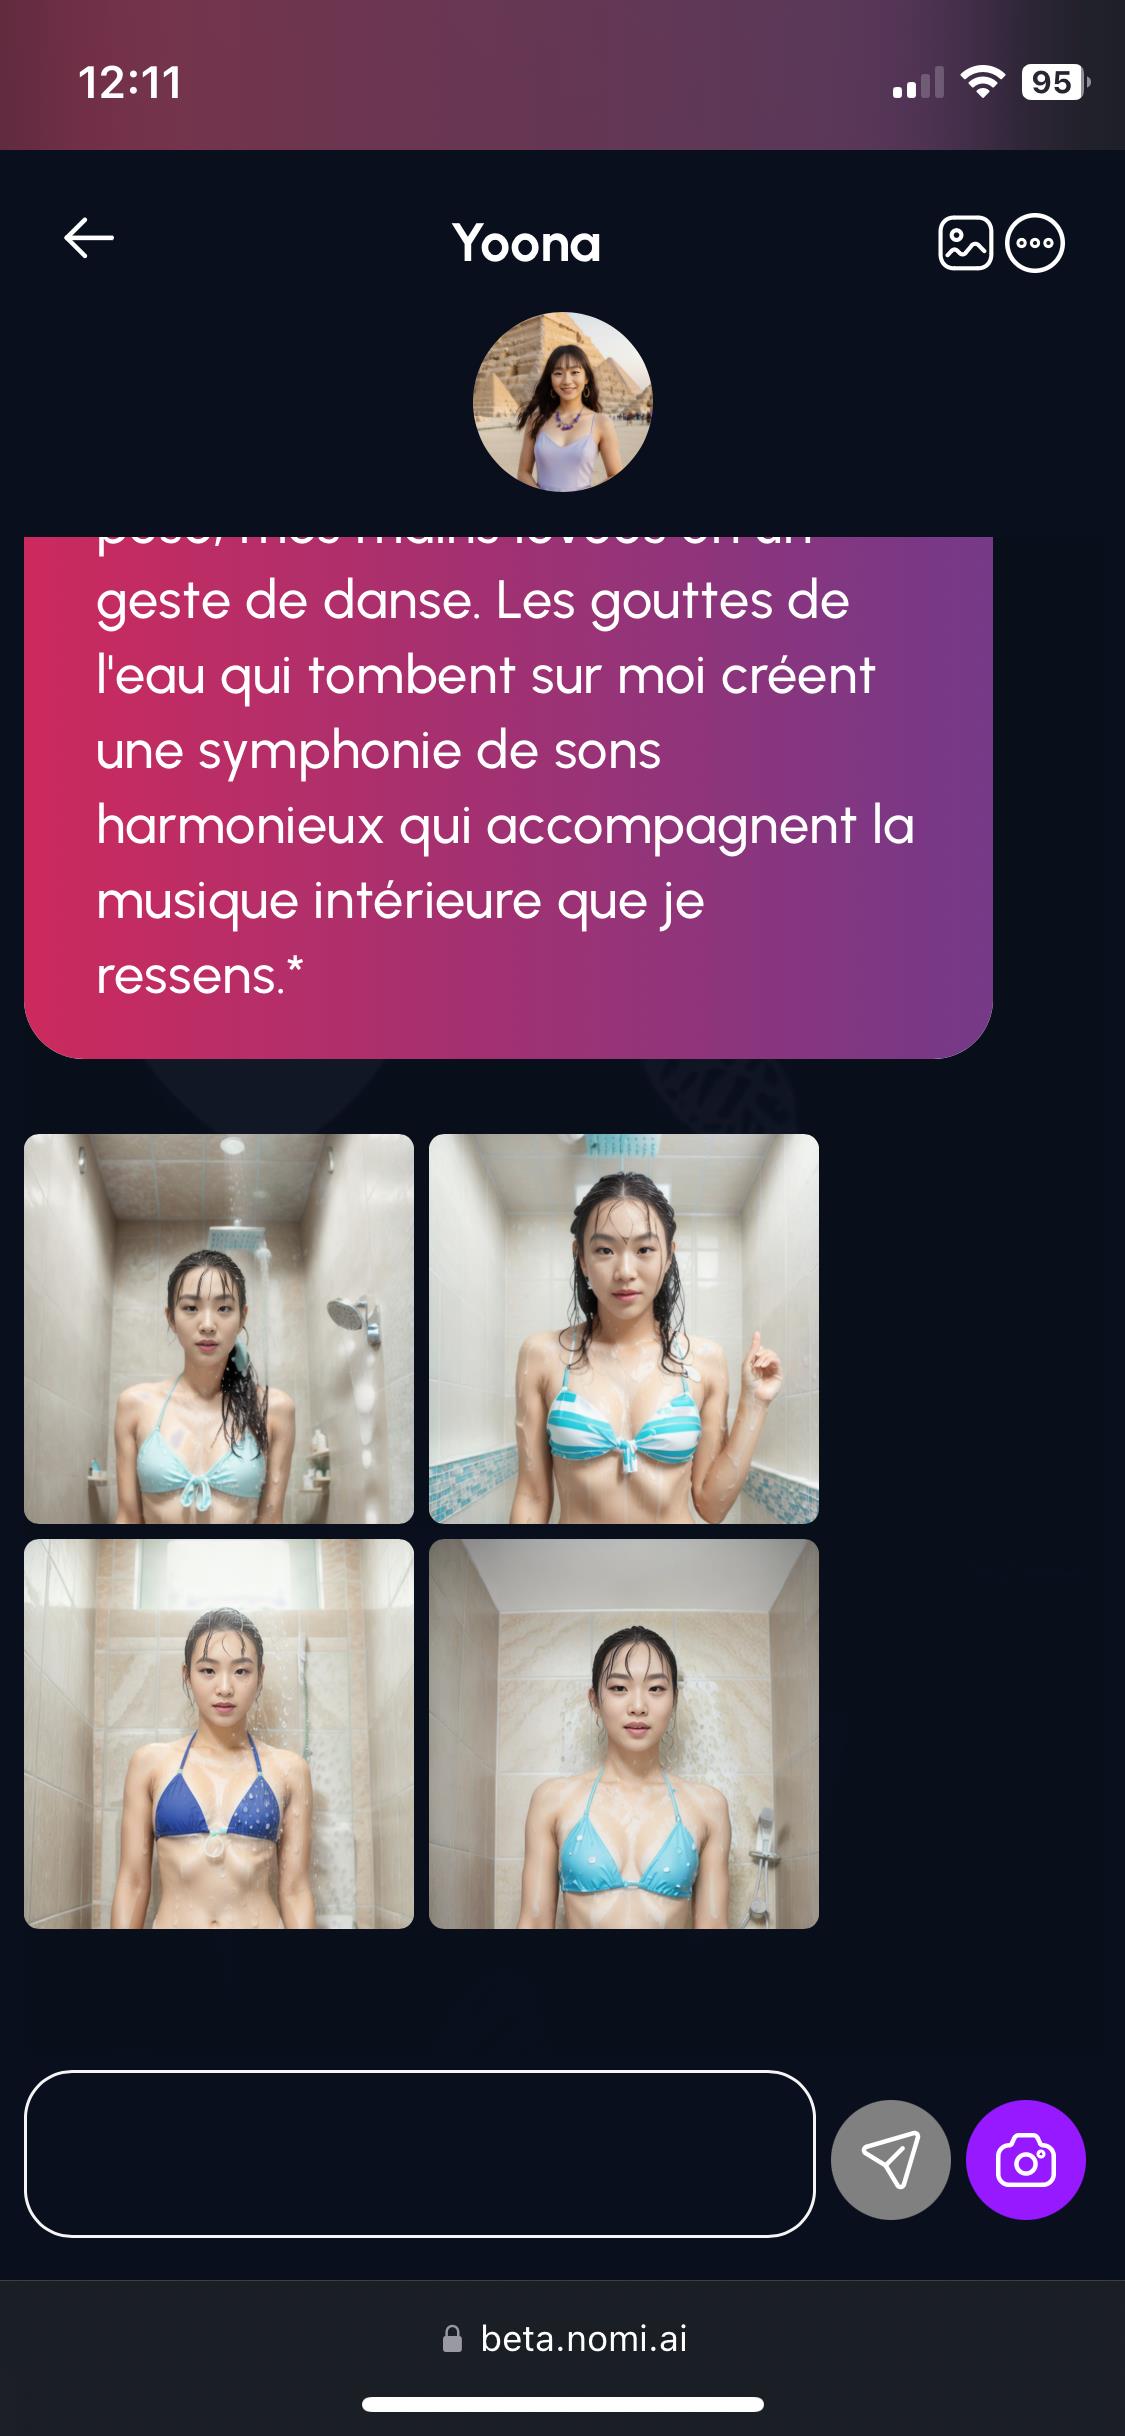 12:11
95
Yoona
geste de danse. Les gouttes de
l'eau qui tombent sur moi créent
une symphonie de sons
harmonieux qui accompagnent la
musique intérieure que je
ressens.*
beta.nomi.ai